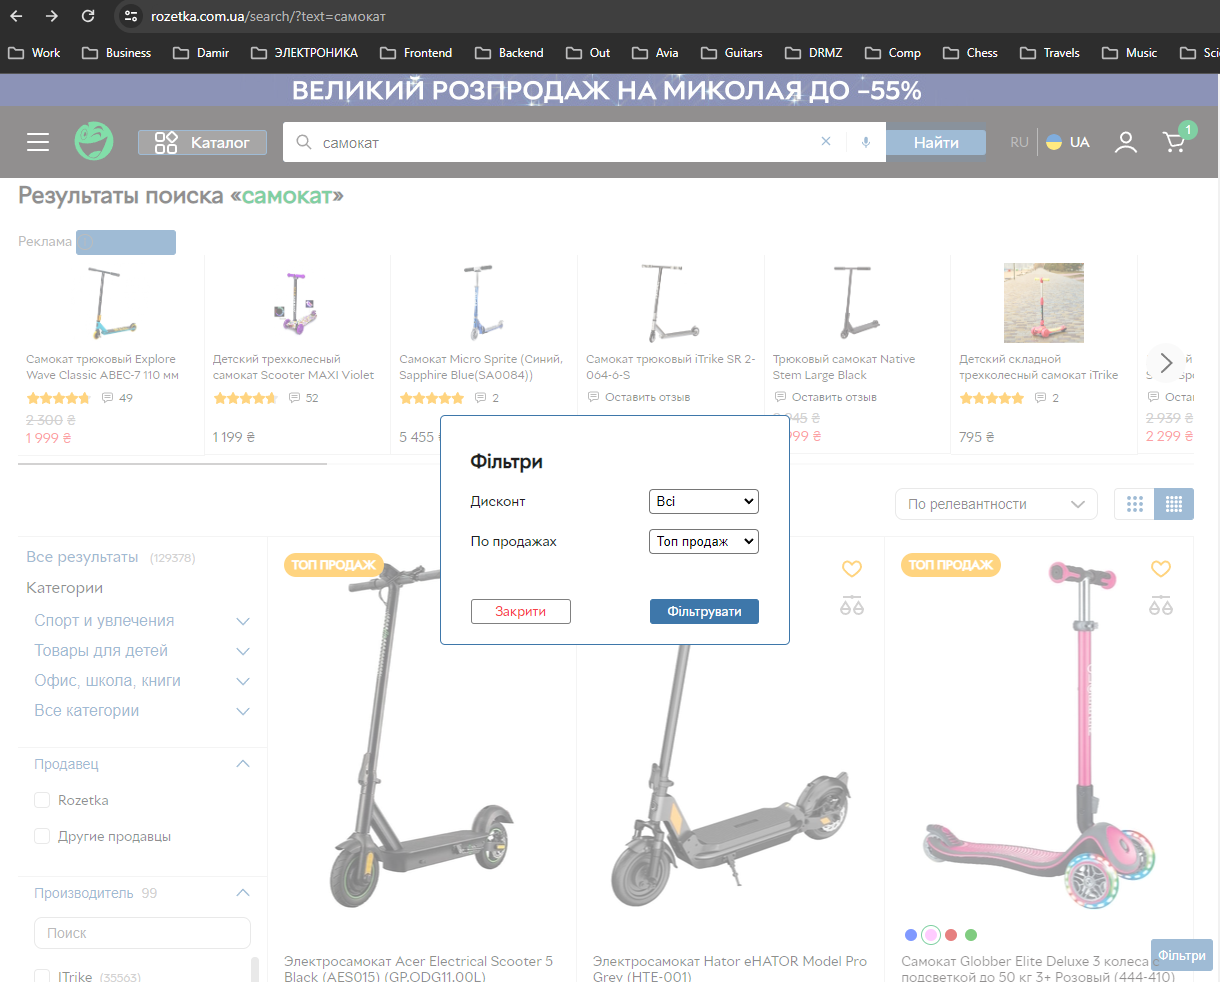 rozetka.com.ua/search/?text=самокат
Work Business Damir ЭЛЕКТРОНИКА Frontend Backend Out Avia Guitars DRMZ Comp Chess Travels Music
ВЕЛИКИЙ РОЗПРОДАЖ НА МИКОЛАЯ ДО -55%
Каталог самокат Найти RU UA 1
Результаты поиска «самокат»
Реклама
Самокат трюковый Explore
Wave Classic ABEC-7 110 мм
49
2 300 ₴
1 999 ₴
Детский трехколесный
самокат Scooter MAXI Violet
52
1 199 ₴
Самокат Micro Sprite (Синий,
Sapphire Blue(SA0084))
2
5 455
Самокат трюковый iTrike SR 2-
064-6-S
Оставить отзыв
Трюковый самокат Native
Stem Large Black
Оставить отзыв
945 ₴
999 ₴
Детский складной
трехколесный самокат iTrike
2
795 ₴
Оста
2 939 ₴
2 299 ₴
Фільтри
Дисконт Всі
По продажах Топ продаж
Закрити Фільтрувати
По релевантности
Все результаты (129378)
Категории
Спорт и увлечения
Товары для детей
Офис, школа, книги
Все категории
Продавец
Rozetka
Другие продавцы
Производитель 99
Поиск
ITrike (35563)
ТОП ПРОДАЖ
Электросамокат Acer Electrical Scooter 5
Black (AES015) (GP.ODG11.00L)
Электросамокат Hator eHATOR Model Pro
Grey (HTE-001)
ТОП ПРОДАЖ
Самокат Globber Elite Deluxe 3 колеса с
подсветкой до 50 кг 3+ Розовый (444-410)
Фільтри